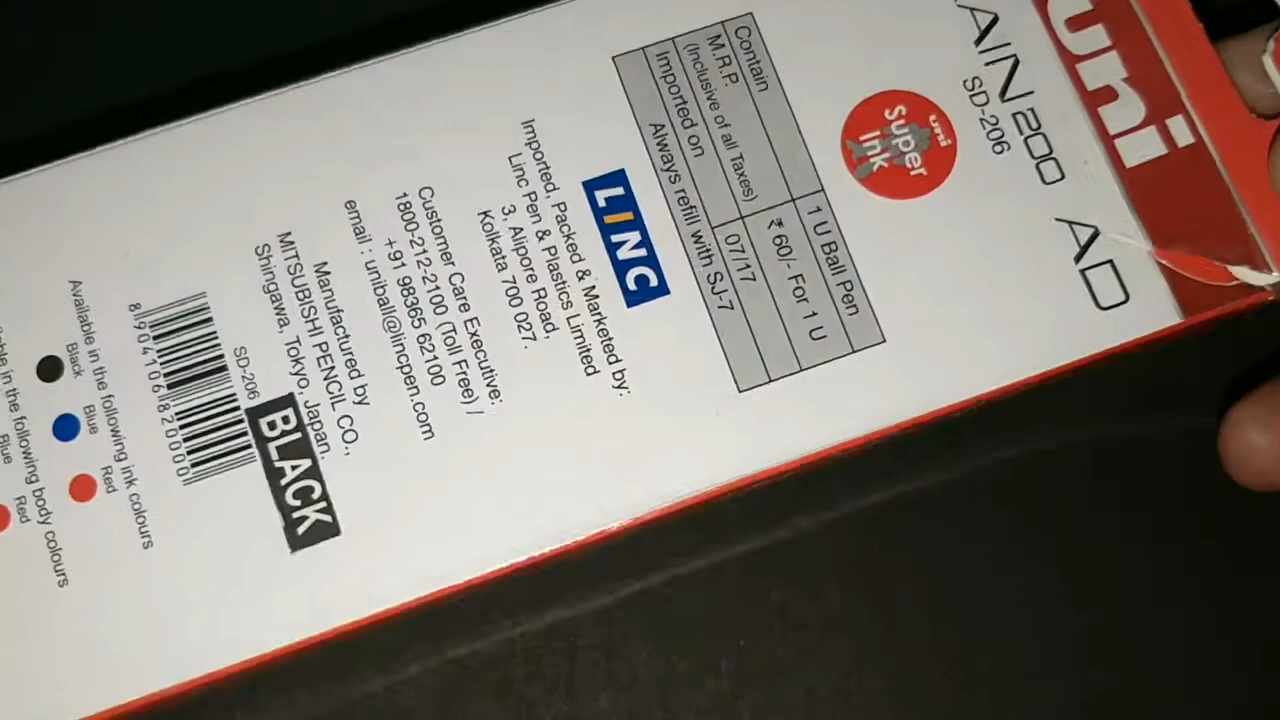 uni
AIN 200 AD
SD-206
uni
Super
Ink
Contain 1 U Ball Pen
M.R.P. ₹ 60/- For 1 U
(Inclusive of all Taxes)
Imported on 07/17
Always refill with SJ-7
LINC
Imported, Packed & Marketed by:
Linc Pen & Plastics Limited
3, Alipore Road,
Kolkata 700 027.
Customer Care Executive:
1800-212-2100 (Toll Free) /
+91 98365 62100
email : uniball@lincpen.com
Manufactured by
MITSUBISHI PENCIL CO.,
Shingawa, Tokyo, Japan.
SD-206
BLACK
8904106820000
Available in the following ink colours
Black Blue Red
in the following body colours
Blue Red